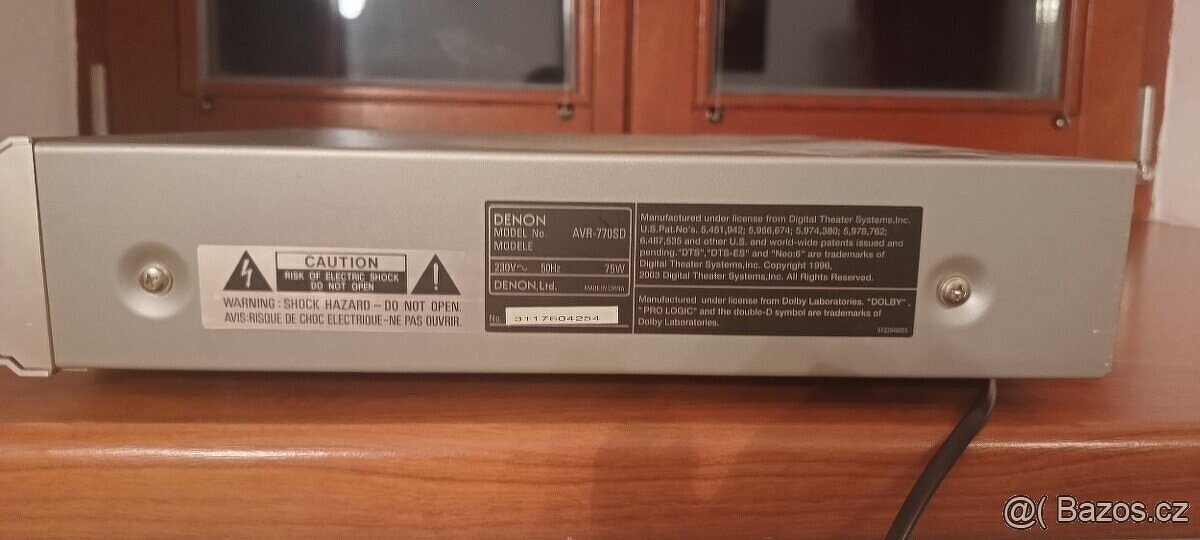 CAUTION
RISK OF ELECTRIC SHOCK
DO NOT OPEN
WARNING : SHOCK HAZARD – DO NOT OPEN.
AVIS:RISQUE DE CHOC ELECTRIQUE–NE PAS OUVRIR.
DENON
MODEL No. AVR-770SD
MODELE
230V~ 50Hz 75W
DENON, Ltd. MADE IN CHINA
No. 3117604254
Manufactured under license from Digital Theater Systems,Inc.
U.S.Pat.No's. 5,451,942; 5,956,674; 5,974,380; 5,978,762;
6,487,535 and other U.S. and world-wide patents issued and
pending."DTS","DTS-ES" and "Neo:6" are trademarks of
Digital Theater Systems,Inc. Copyright 1996,
2003 Digital Theater Systems,Inc. All Rights Reserved.
Manufactured under license from Dolby Laboratories. "DOLBY",
"PRO LOGIC" and the double-D symbol are trademarks of
Dolby Laboratories.
@( Bazos.cz